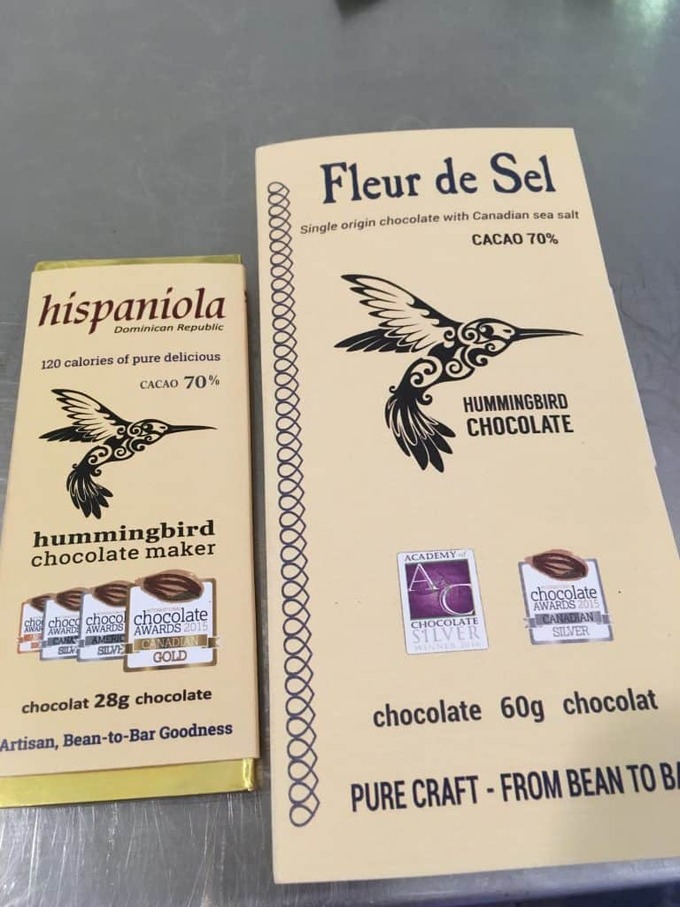 hispaniola
Dominican Republic
120 calories of pure delicious
CACAO 70%
hummingbird
chocolate maker
chocolate
AWARDS 2015
CANADIAN
GOLD
chocolat 28g chocolate
Artisan, Bean-to-Bar Goodness
Fleur de Sel
Single origin chocolate with Canadian sea salt
CACAO 70%
HUMMINGBIRD
CHOCOLATE
ACADEMY of
CHOCOLATE
SILVER
chocolate
AWARDS 2015
CANADIAN
SILVER
chocolate 60g chocolat
PURE CRAFT - FROM BEAN TO BA